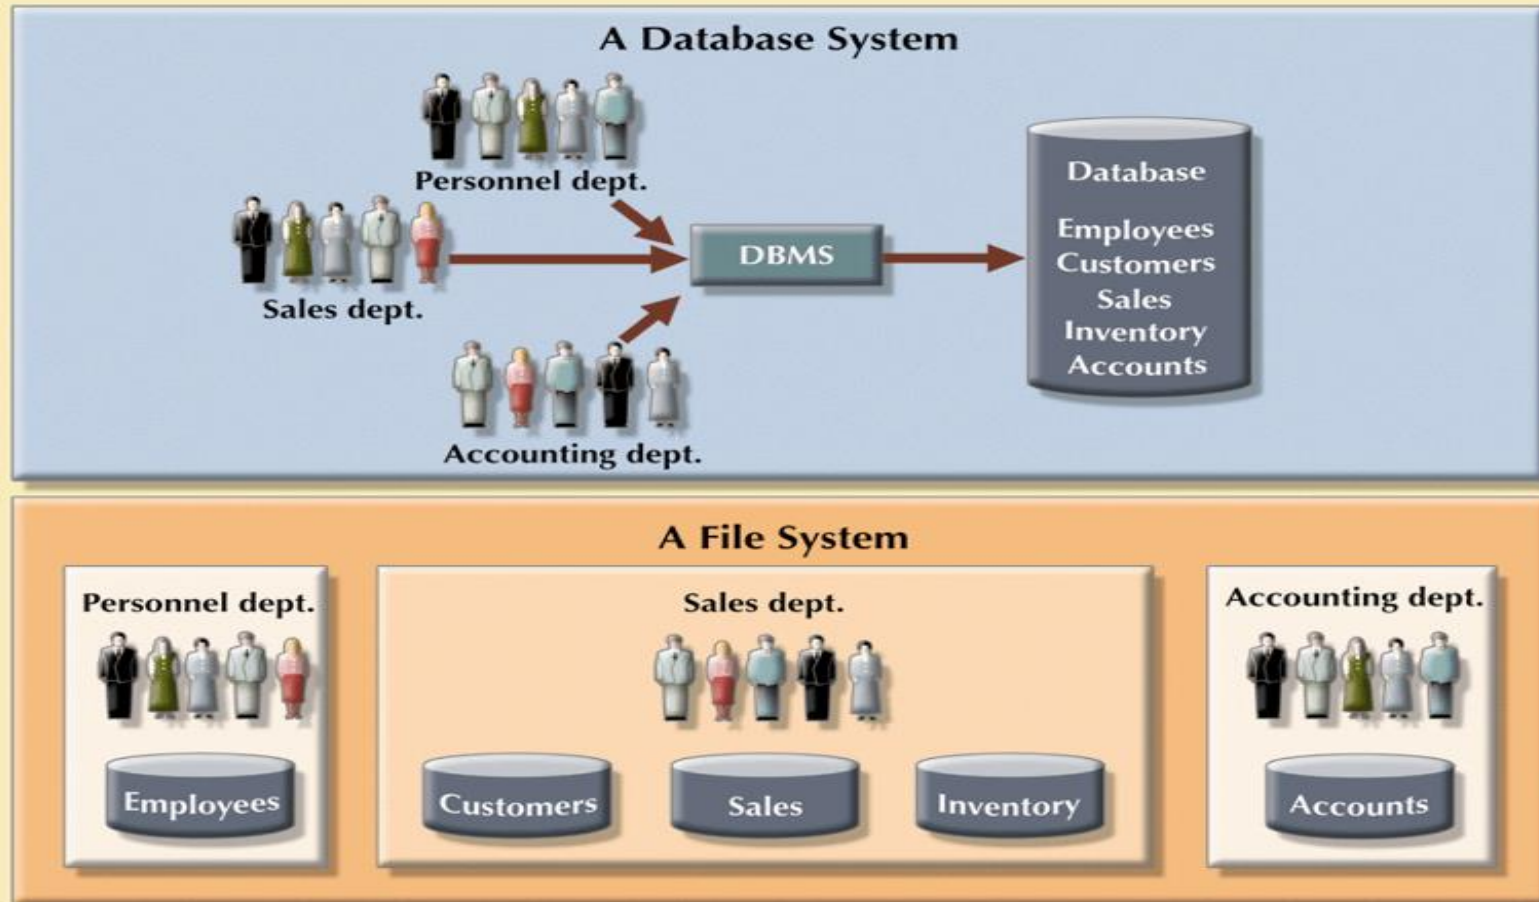 A Database System
Personnel dept.
Sales dept.
Accounting dept.
DBMS
Database
Employees
Customers
Sales
Inventory
Accounts
A File System
Personnel dept.
Employees
Sales dept.
Customers
Sales
Inventory
Accounting dept.
Accounts